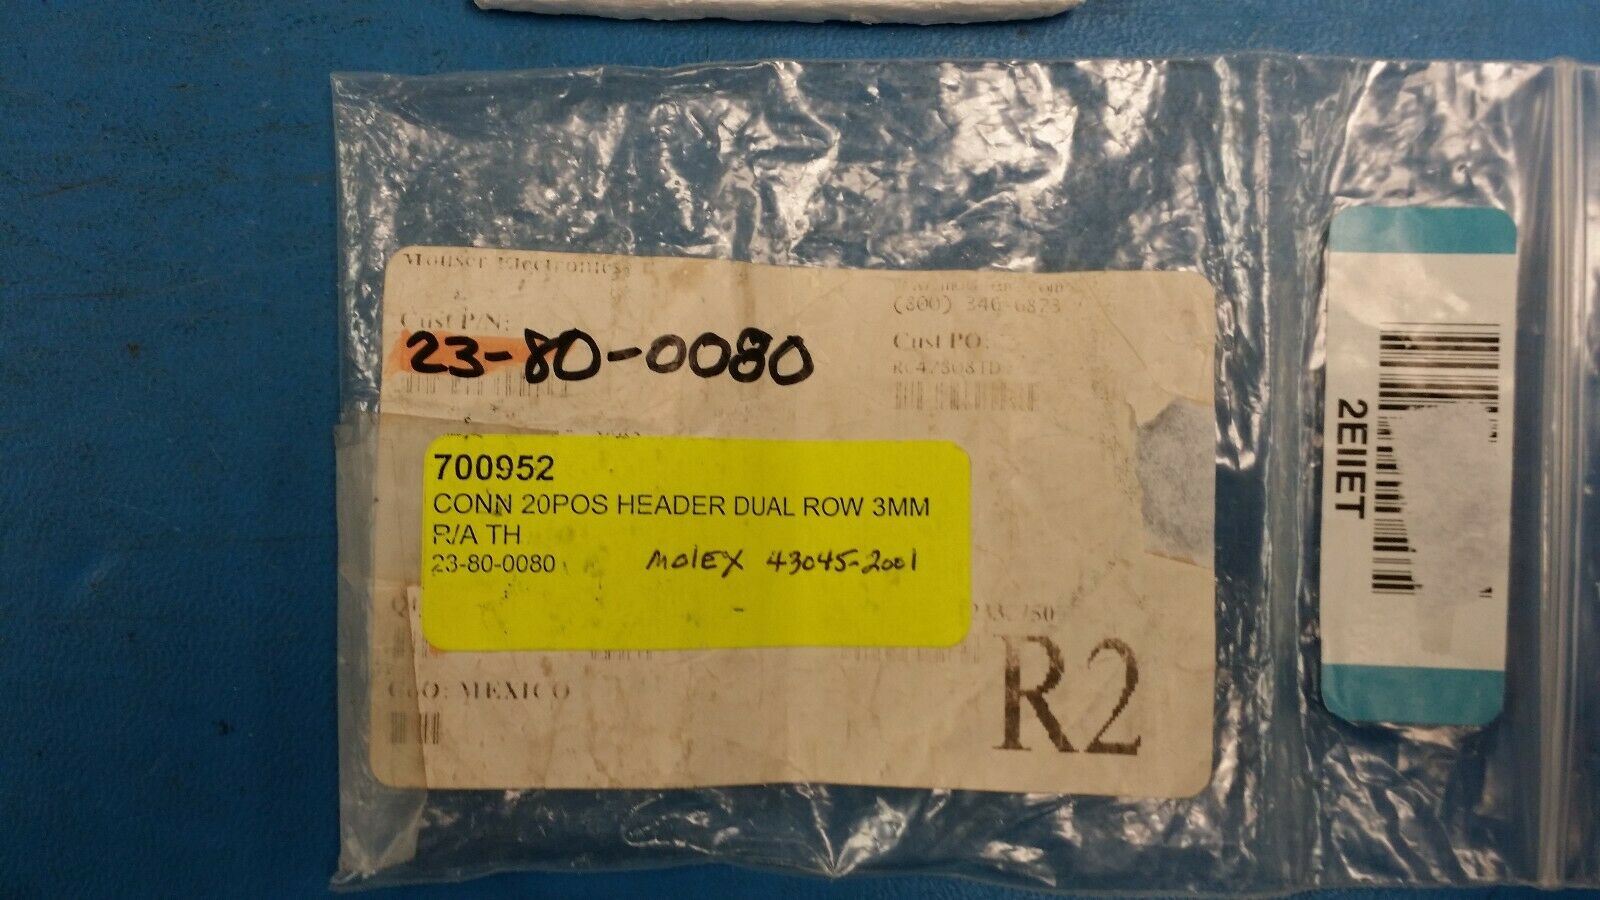 Mouser Electronics
(800) 346-6873
Cust P/N:
23-80-0080
Cust PO:
700952
CONN 20POS HEADER DUAL ROW 3MM
R/A TH
23-80-0080 MOlEX 43045-2001
CoO: MEXICO
R2
2EIIET